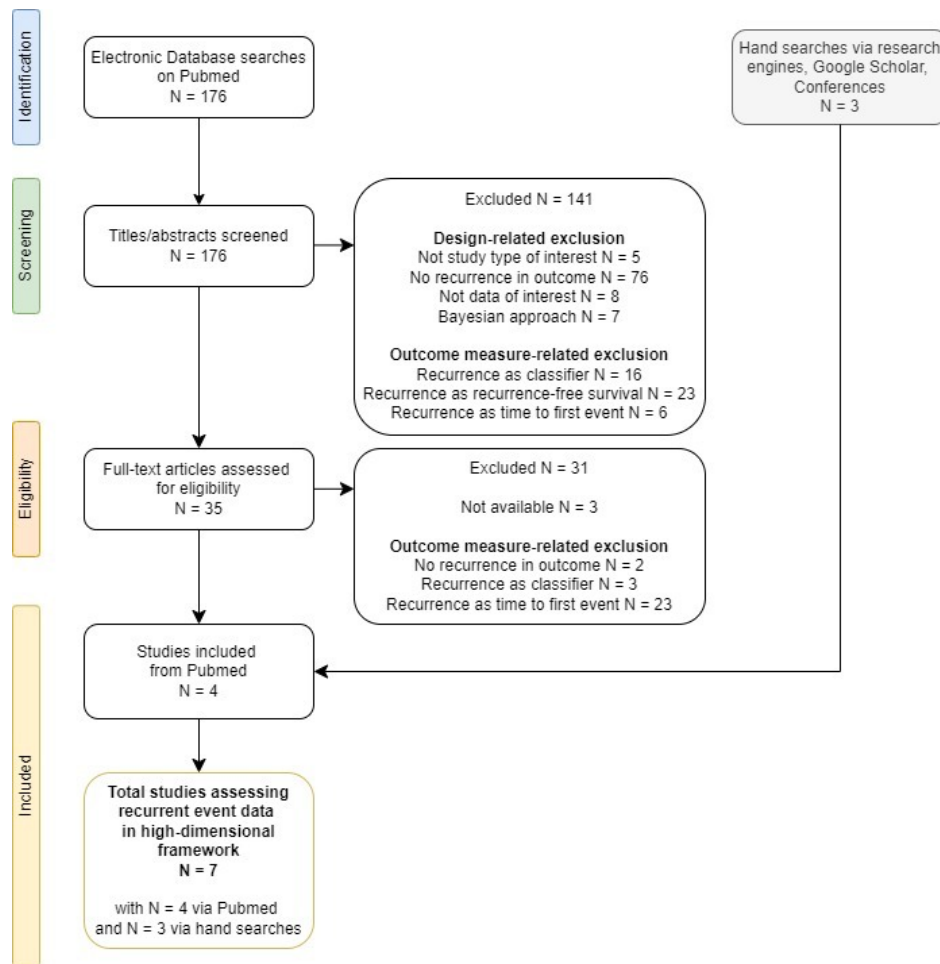 Identification
Electronic Database searches
on Pubmed
N = 176
Hand searches via research
engines, Google Scholar,
Conferences
N = 3
Screening
Titles/abstracts screened
N = 176
Excluded N = 141
Design-related exclusion
Not study type of interest N = 5
No recurrence in outcome N = 76
Not data of interest N = 8
Bayesian approach N = 7
Outcome measure-related exclusion
Recurrence as classifier N = 16
Recurrence as recurrence-free survival N = 23
Recurrence as time to first event N = 6
Eligibility
Full-text articles assessed
for eligibility
N = 35
Excluded N = 31
Not available N = 3
Outcome measure-related exclusion
No recurrence in outcome N = 2
Recurrence as classifier N = 3
Recurrence as time to first event N = 23
Included
Studies included
from Pubmed
N = 4
Total studies assessing
recurrent event data
in high-dimensional
framework
N = 7
with N = 4 via Pubmed
and N = 3 via hand searches